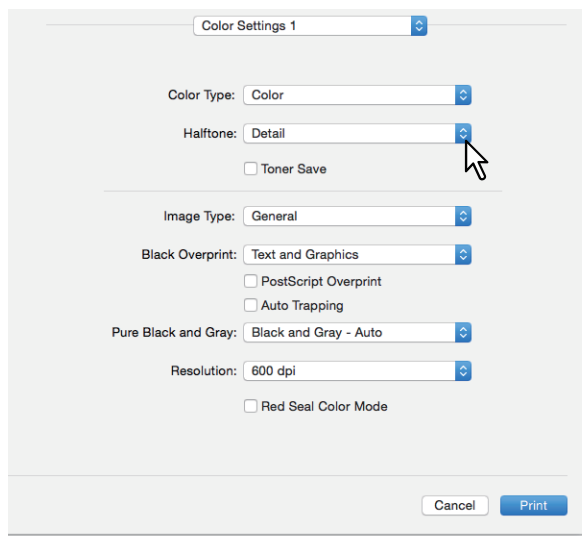 Color Settings 1
Color Type: Color
Halftone: Detail
Toner Save
Image Type: General
Black Overprint: Text and Graphics
PostScript Overprint
Auto Trapping
Pure Black and Gray: Black and Gray - Auto
Resolution: 600 dpi
Red Seal Color Mode
Cancel Print